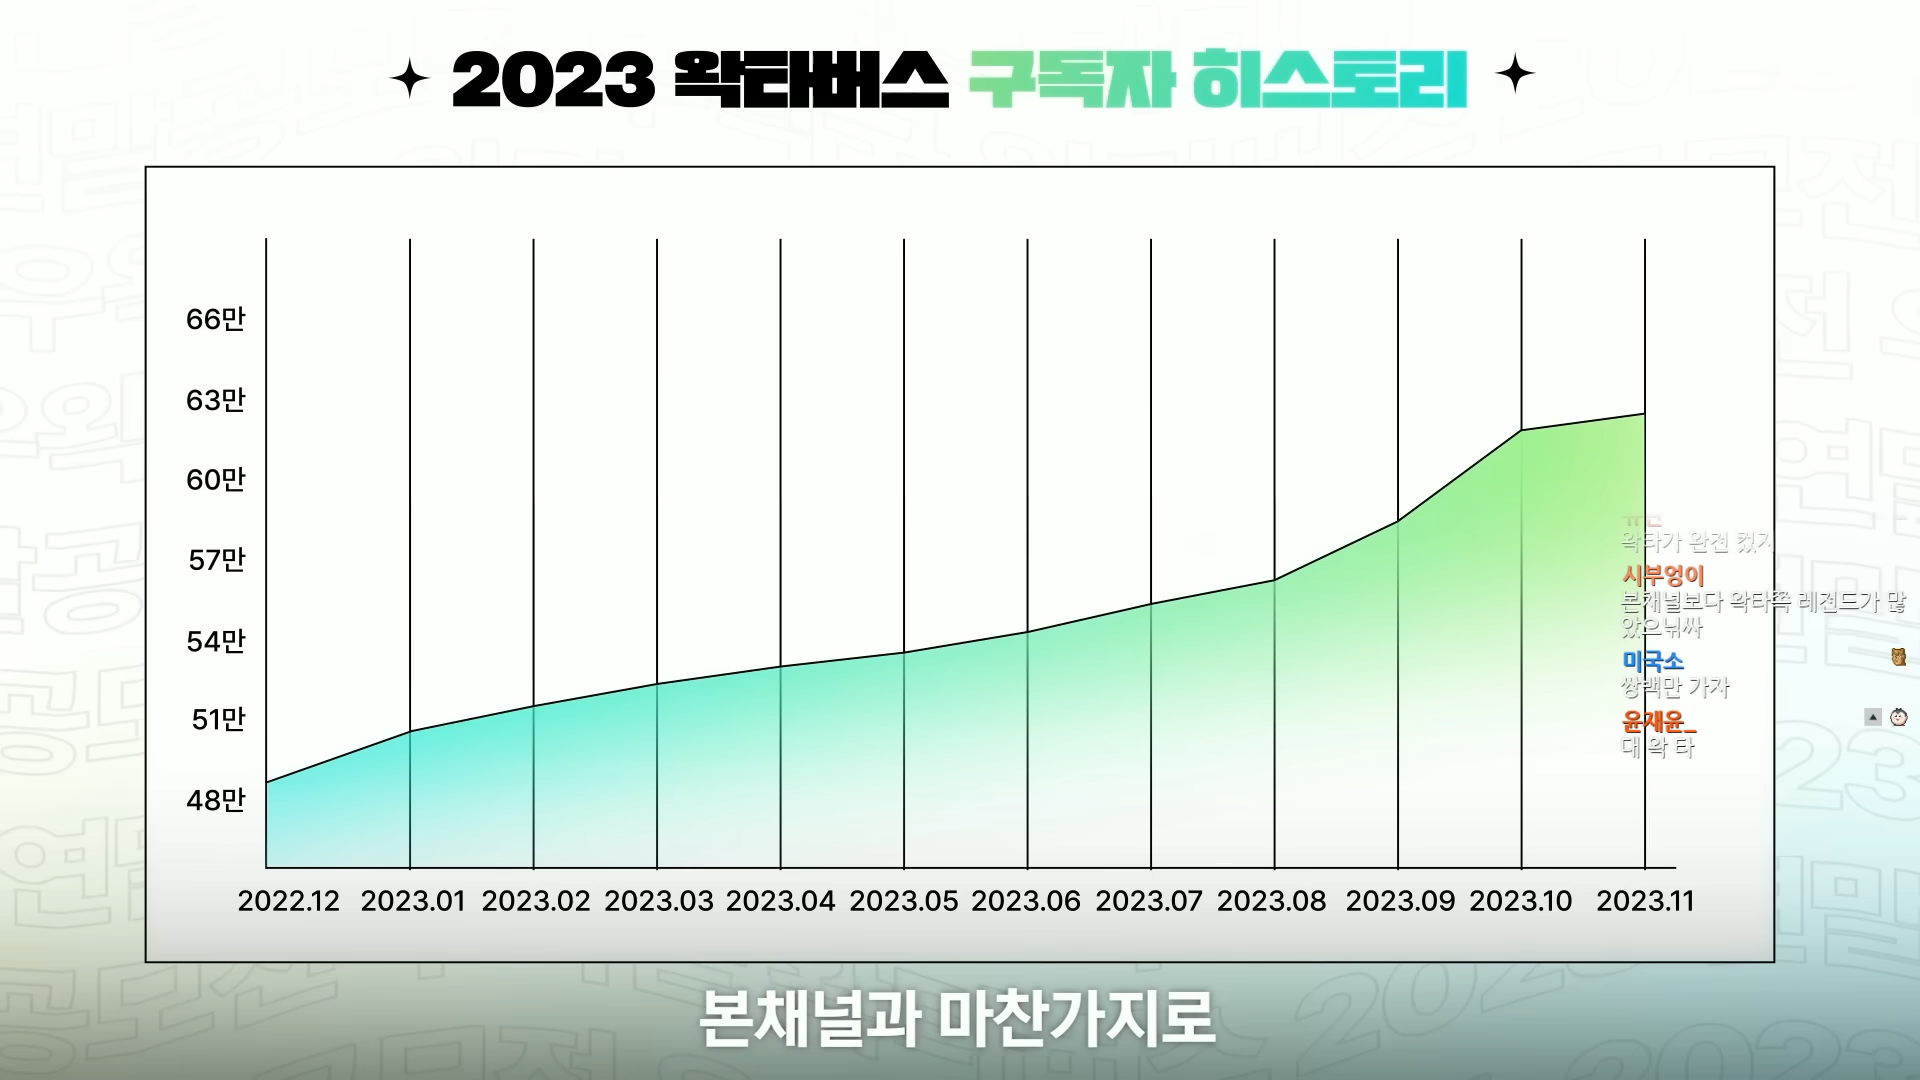 2023 왁타버스 구독자 히스토리
66만
63만
60만
57만
54만
51만
48만
2022.12 2023.01 2023.02 2023.03 2023.04 2023.05 2023.06 2023.07 2023.08 2023.09 2023.10 2023.11
왁타가 완젼 컸지
시부엉이
본채널보다 왁타쪽 레전드가 많
았으뉚싸
미국소
쌍백만 가자
윤재윤_
대 왁 타
본채널과 마찬가지로